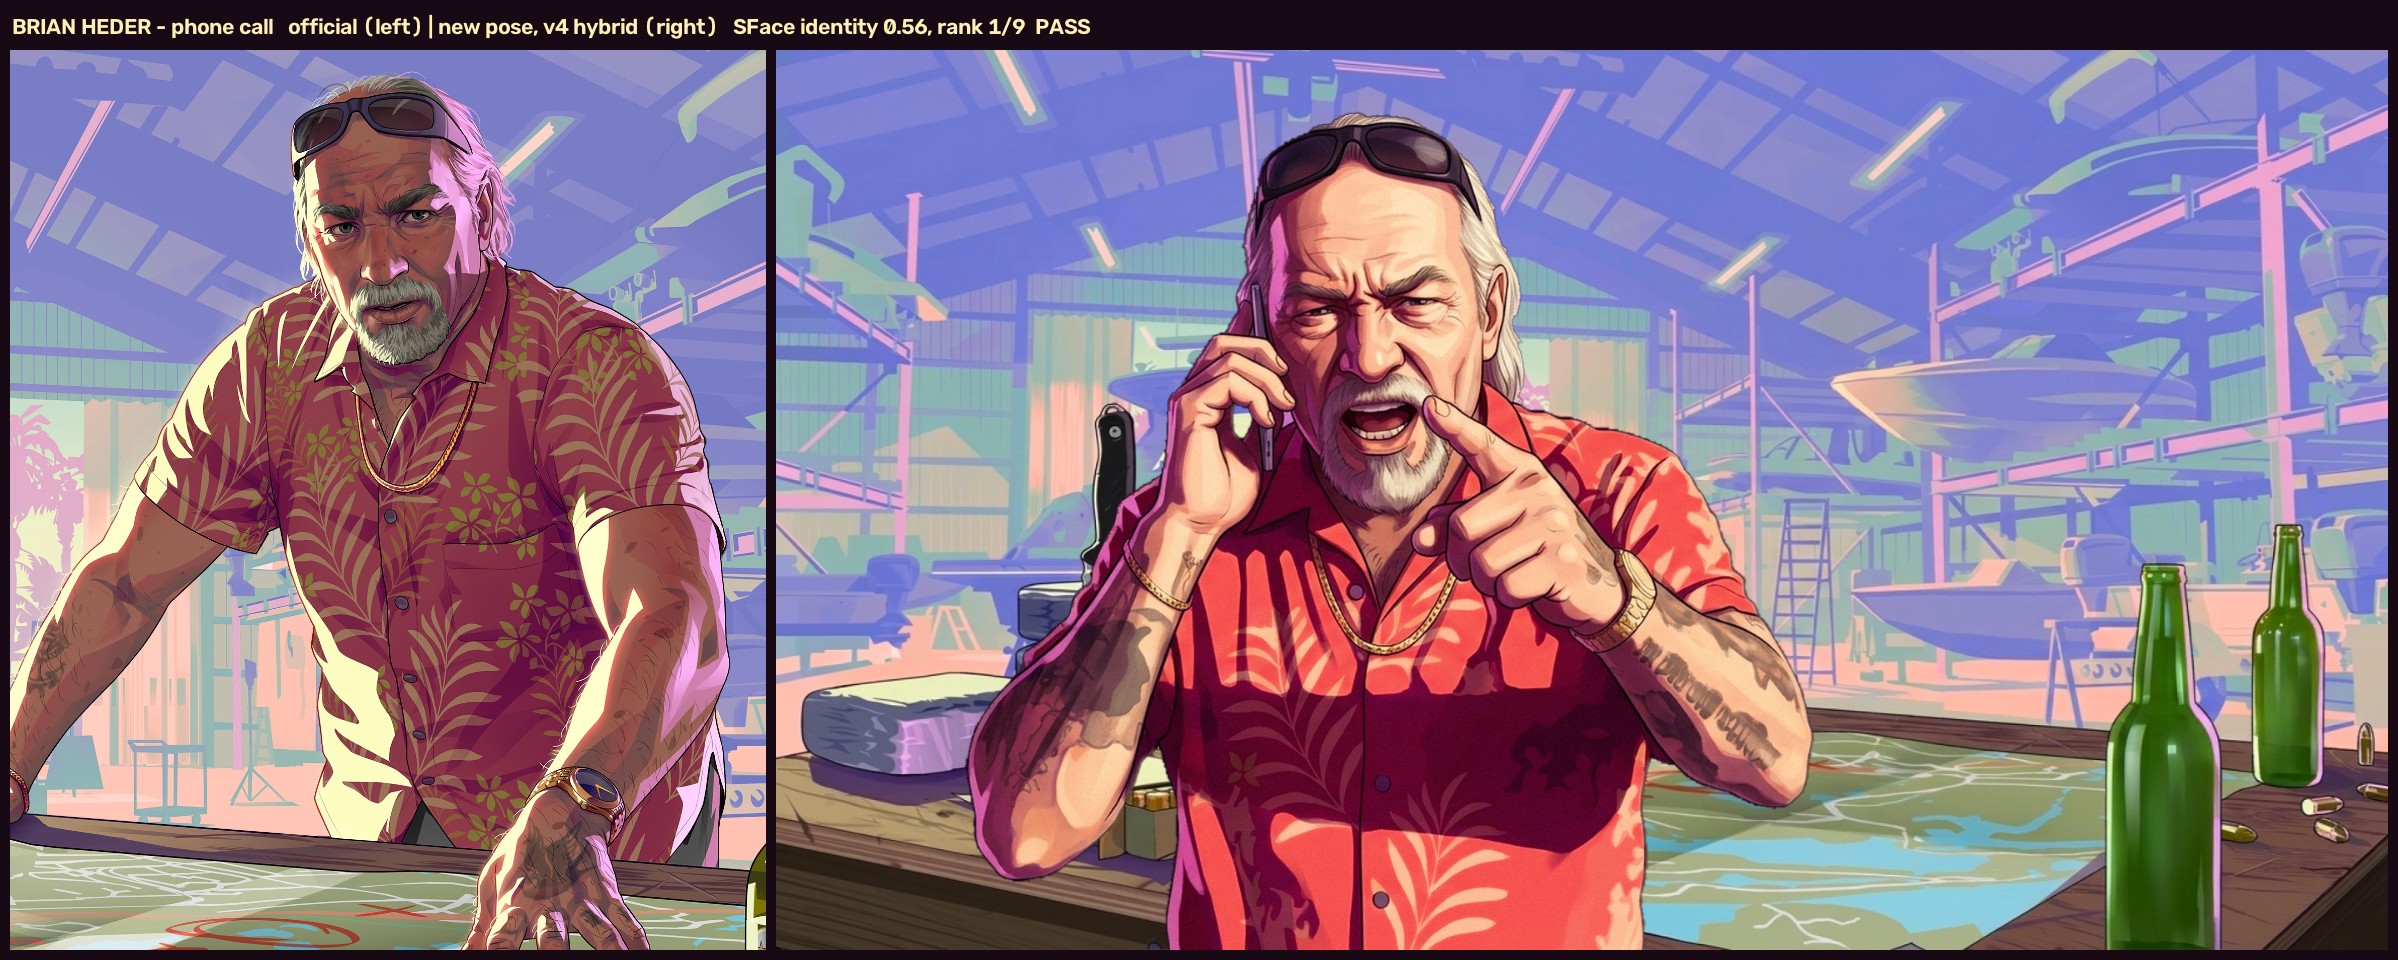 BRIAN HEDER - phone call official (left) | new pose, v4 hybrid (right) SFace identity 0.56, rank 1/9 PASS